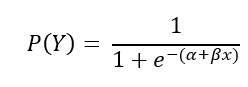 P(Y) = 1 / (1 + e^−(α+βx))